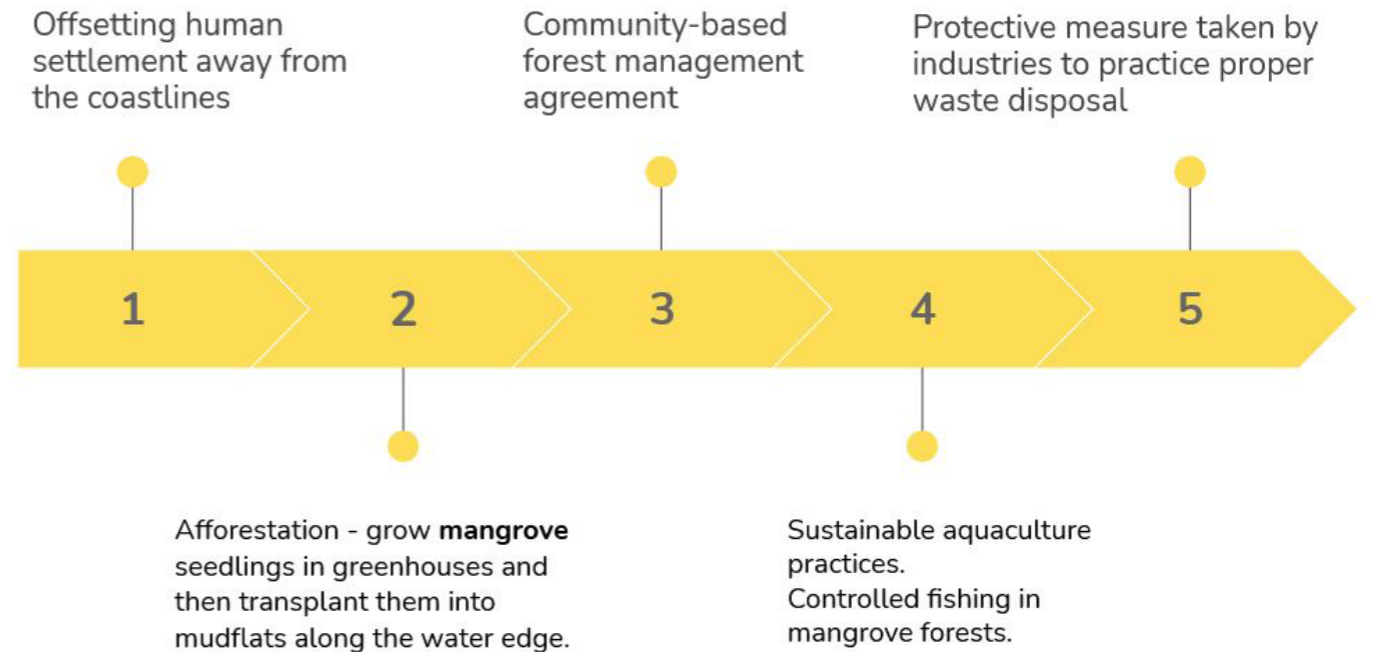 Offsetting human
settlement away from
the coastlines
Community-based
forest management
agreement
Protective measure taken by
industries to practice proper
waste disposal
1
2
3
4
5
Afforestation - grow mangrove
seedlings in greenhouses and
then transplant them into
mudflats along the water edge.
Sustainable aquaculture
practices.
Controlled fishing in
mangrove forests.